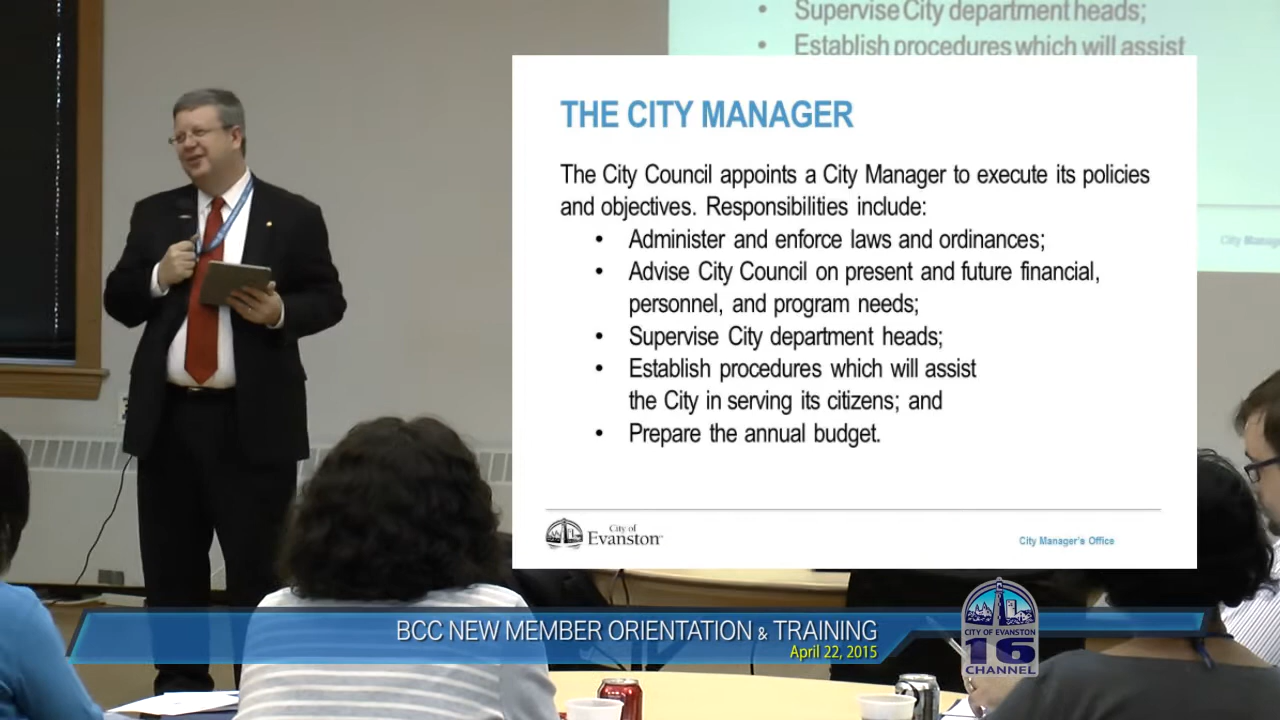 Supervise City department heads;
Establish procedures which will assist
THE CITY MANAGER
The City Council appoints a City Manager to execute its policies
and objectives. Responsibilities include:
• Administer and enforce laws and ordinances;
• Advise City Council on present and future financial,
personnel, and program needs;
• Supervise City department heads;
• Establish procedures which will assist
the City in serving its citizens; and
• Prepare the annual budget.
City of
Evanston
City Manager's Office
BCC NEW MEMBER ORIENTATION & TRAINING
April 22, 2015
CITY OF EVANSTON
16
CHANNEL